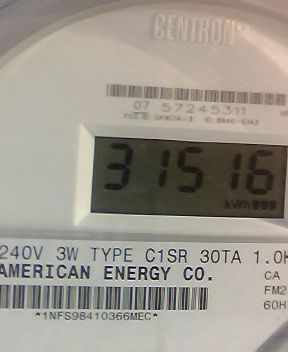 CENTRON®
07 57245311
31516
kWh
240V 3W TYPE C1SR 30TA 1.0K
AMERICAN ENERGY CO.
CA
FM2
60H
*1NFS98410366MEC*